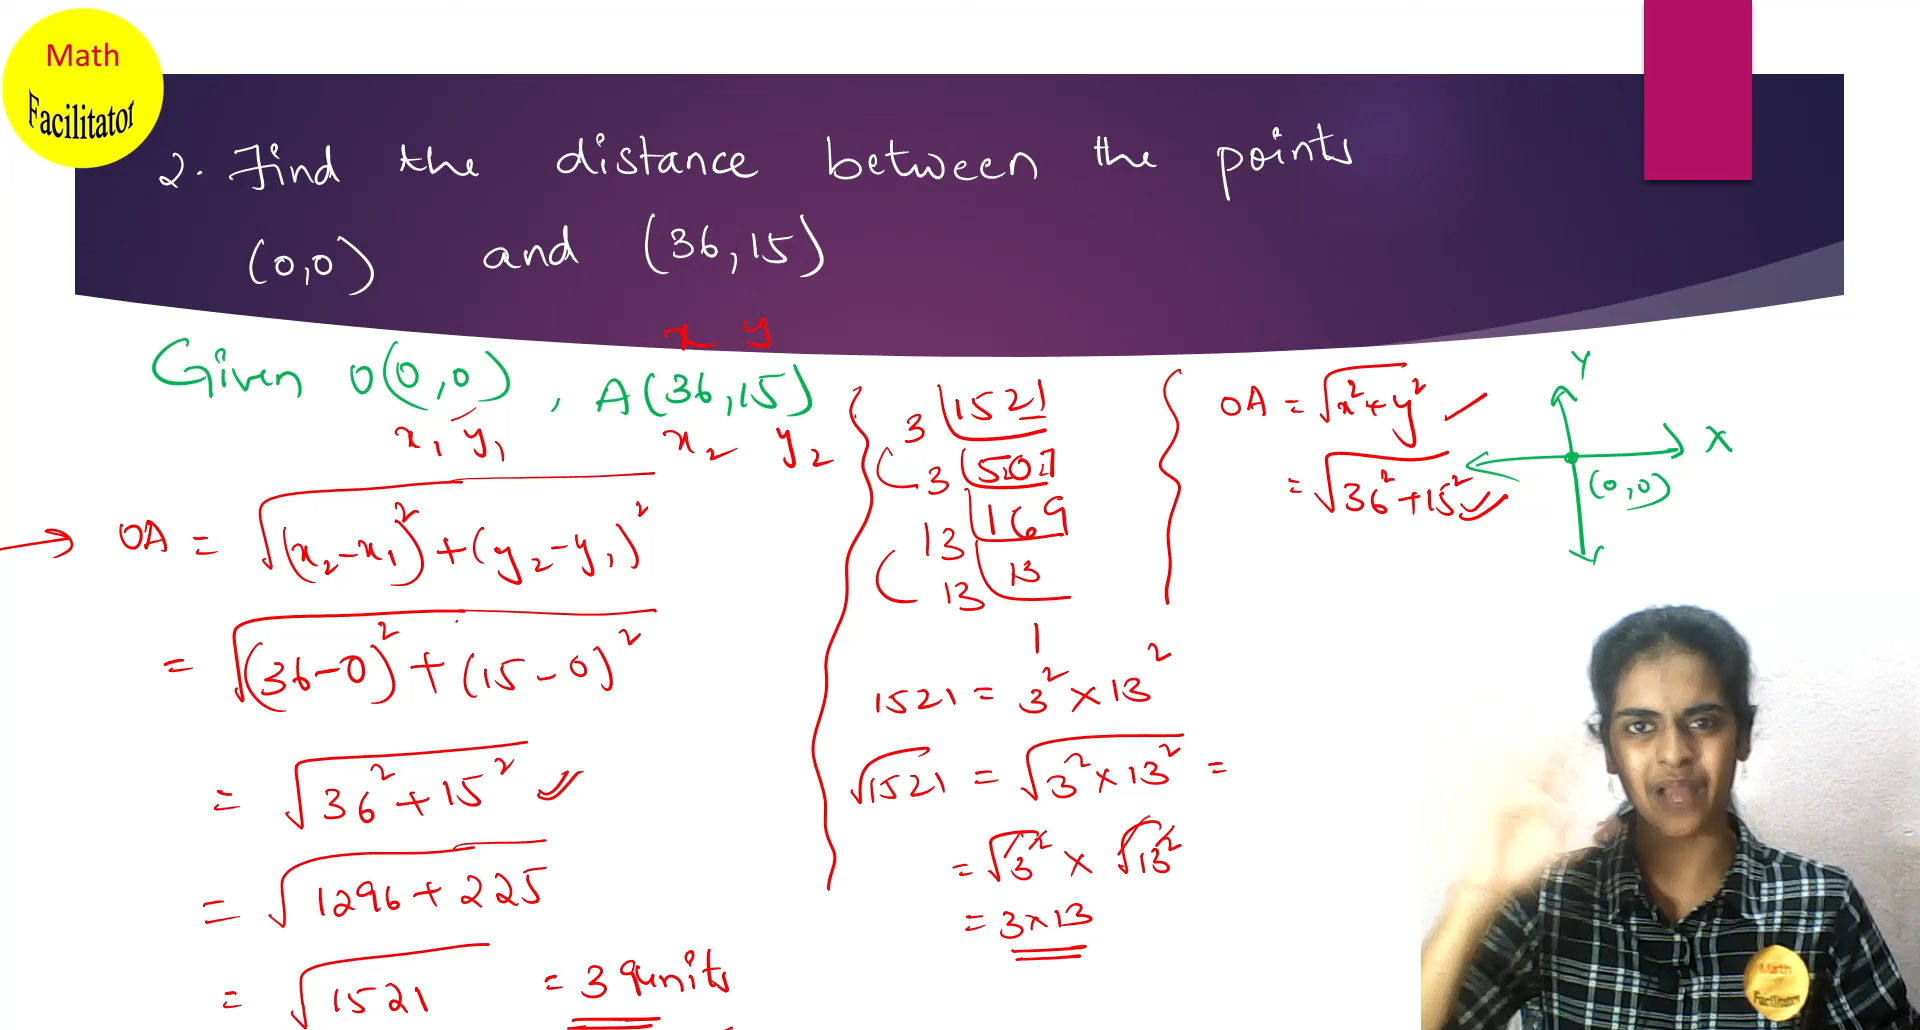 Math
Facilitator
2. Find the distance between the points
(0,0) and (36,15)
x y
Given O(0,0), A(36,15)
x₁ y₁ x₂ y₂
→ OA = √((x₂-x₁)² + (y₂-y₁)²)
= √((36-0)² + (15-0)²)
= √(36² + 15²) ✓
= √(1296 + 225)
= √1521 = 39 units
3 | 1521
3 | 507
13 | 169
13 | 13
1
1521 = 3² × 13²
√1521 = √(3² × 13²) =
= √3² × √13²
= 3×13
OA = √(x² + y²) ✓
= √(36² + 15²) ✓
Y
X
(0,0)
Math
Facilitator